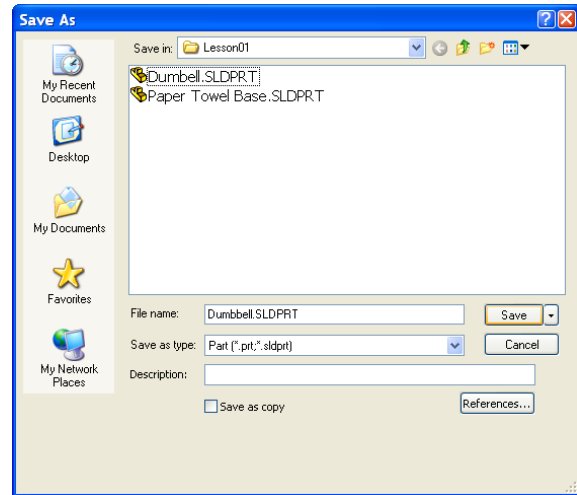 Save As
Save in: Lesson01
My Recent
Documents
Desktop
My Documents
Favorites
My Network
Places
Dumbell.SLDPRT
Paper Towel Base.SLDPRT
File name: Dumbbell.SLDPRT Save
Save as type: Part (*.prt;*.sldprt) Cancel
Description:
Save as copy References...